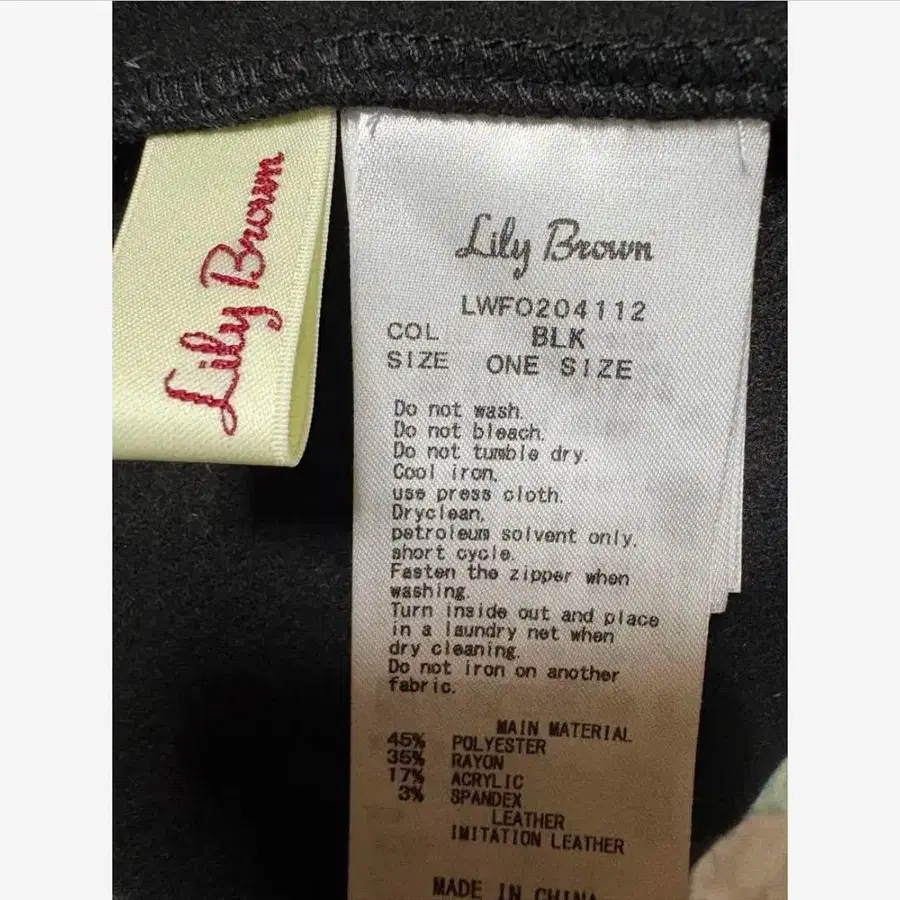 Lily Brown
Lily Brown
LWFO204112
COL BLK
SIZE ONE SIZE
Do not wash.
Do not bleach.
Do not tumble dry.
Cool iron,
use press cloth.
Dryclean,
petroleum solvent only,
short cycle.
Fasten the zipper when
washing.
Turn inside out and place
in a laundry net when
dry cleaning.
Do not iron on another
fabric.
MAIN MATERIAL
45% POLYESTER
35% RAYON
17% ACRYLIC
3% SPANDEX
LEATHER
IMITATION LEATHER
MADE IN CHINA